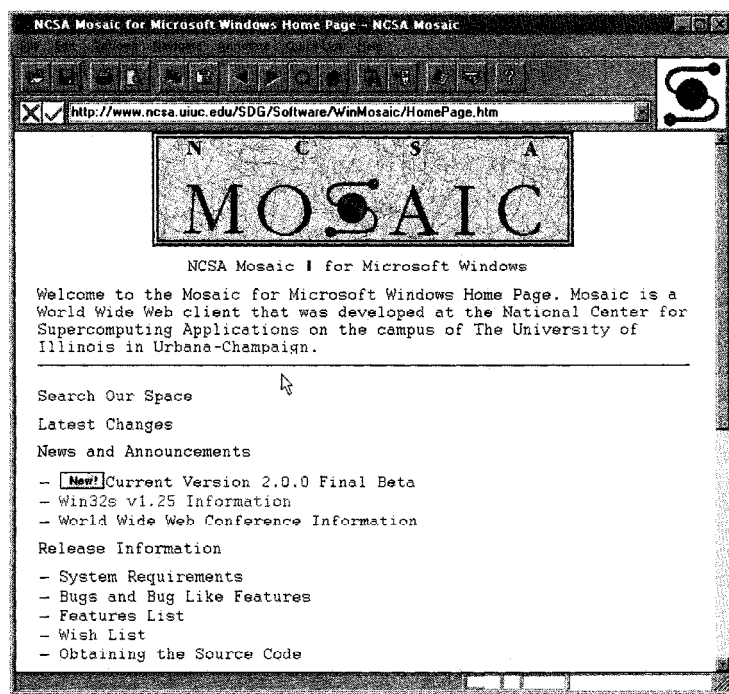 NCSA Mosaic for Microsoft Windows Home Page - NCSA Mosaic
http://www.ncsa.uiuc.edu/SDG/Software/WinMosaic/HomePage.htm
N C S A
MOSAIC
NCSA Mosaic for Microsoft Windows
Welcome to the Mosaic for Microsoft Windows Home Page. Mosaic is a
World Wide Web client that was developed at the National Center for
Supercomputing Applications on the campus of The University of
Illinois in Urbana-Champaign.
Search Our Space
Latest Changes
News and Announcements
- New! Current Version 2.0.0 Final Beta
- Win32s v1.25 Information
- World Wide Web Conference Information
Release Information
- System Requirements
- Bugs and Bug Like Features
- Features List
- Wish List
- Obtaining the Source Code